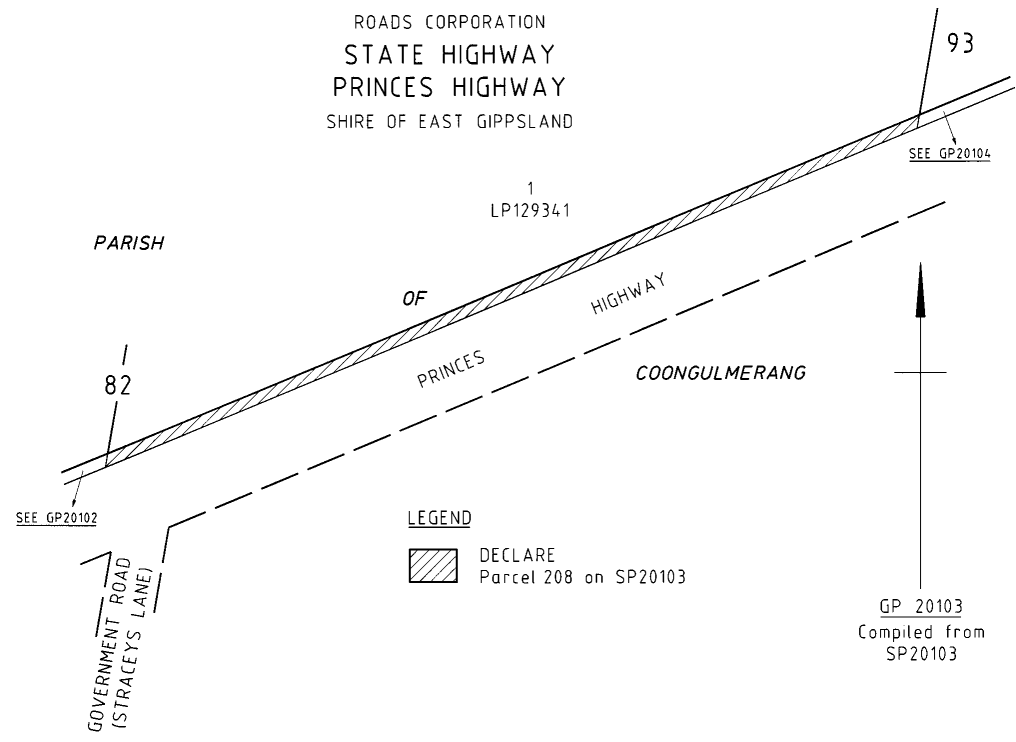 ROADS CORPORATION
STATE HIGHWAY
PRINCES HIGHWAY
SHIRE OF EAST GIPPSLAND
93
SEE GP20104
1
LP129341
PARISH
OF
HIGHWAY
PRINCES
COONGULMERANG
82
SEE GP20102
LEGEND
DECLARE
Parcel 208 on SP20103
GOVERNMENT ROAD
(STRACEYS LANE)
GP 20103
Compiled from
SP20103